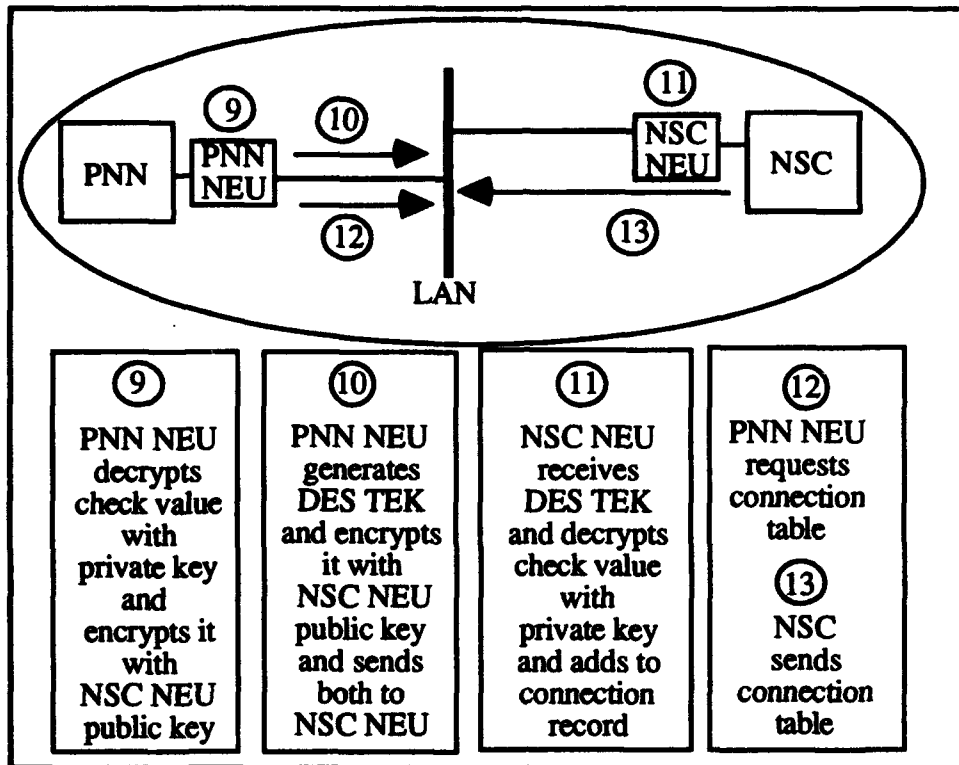 9
10
11
PNN
PNN
NEU
NSC
NEU
NSC
12
13
LAN
9
PNN NEU
decrypts
check value
with
private key
and
encrypts it
with
NSC NEU
public key
10
PNN NEU
generates
DES TEK
and encrypts
it with
NSC NEU
public key
and sends
both to
NSC NEU
11
NSC NEU
receives
DES TEK
and decrypts
check value
with
private key
and adds to
connection
record
12
PNN NEU
requests
connection
table
13
NSC
sends
connection
table